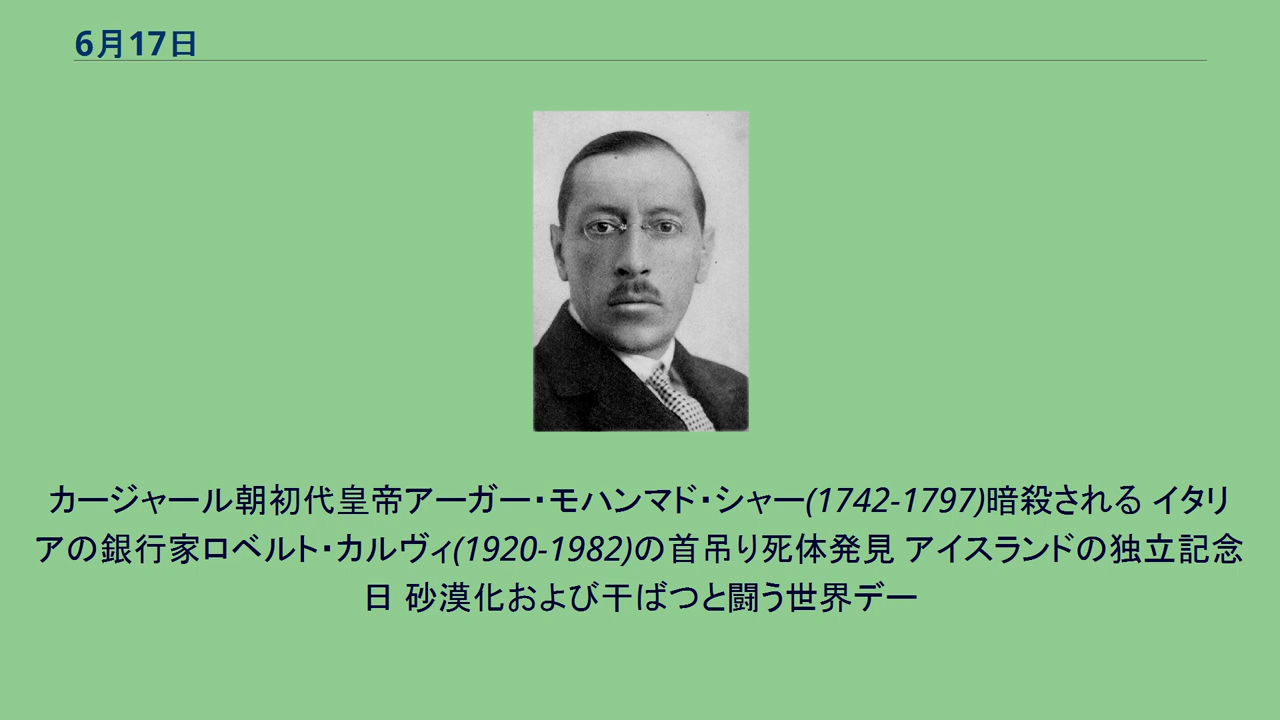 6月17日
カージャール朝初代皇帝アーガー・モハンマド・シャー(1742-1797)暗殺される イタリ
アの銀行家ロベルト・カルヴィ(1920-1982)の首吊り死体発見 アイスランドの独立記念
日 砂漠化および干ばつと闘う世界デー